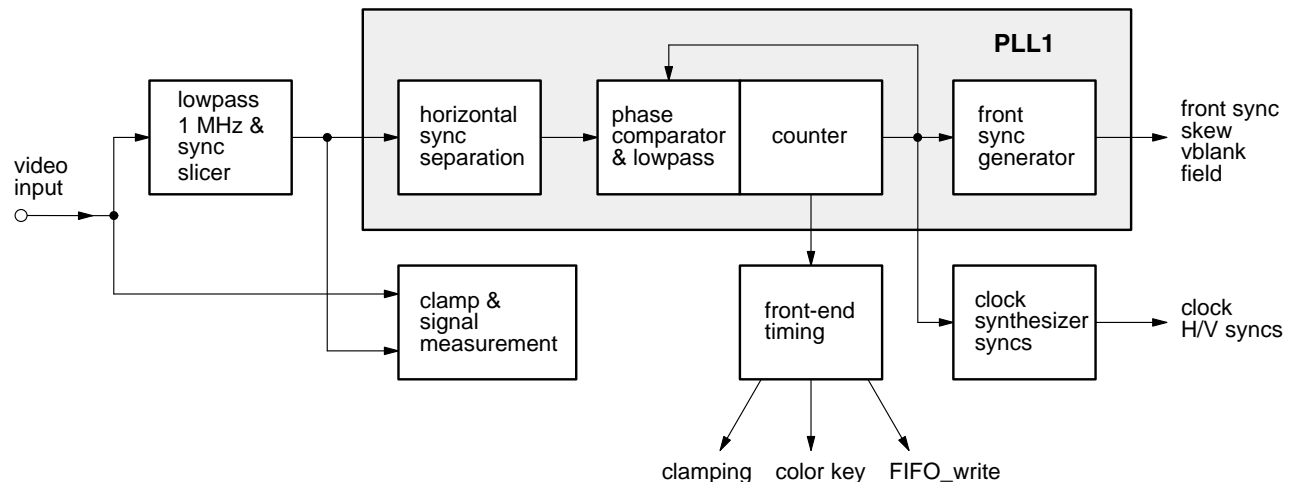 PLL1
lowpass
1 MHz &
sync
slicer
horizontal
sync
separation
phase
comparator
& lowpass
counter
front
sync
generator
front sync
skew
vblank
field
video
input
clamp &
signal
measurement
front-end
timing
clock
synthesizer
syncs
clock
H/V syncs
clamping
color key
FIFO_write